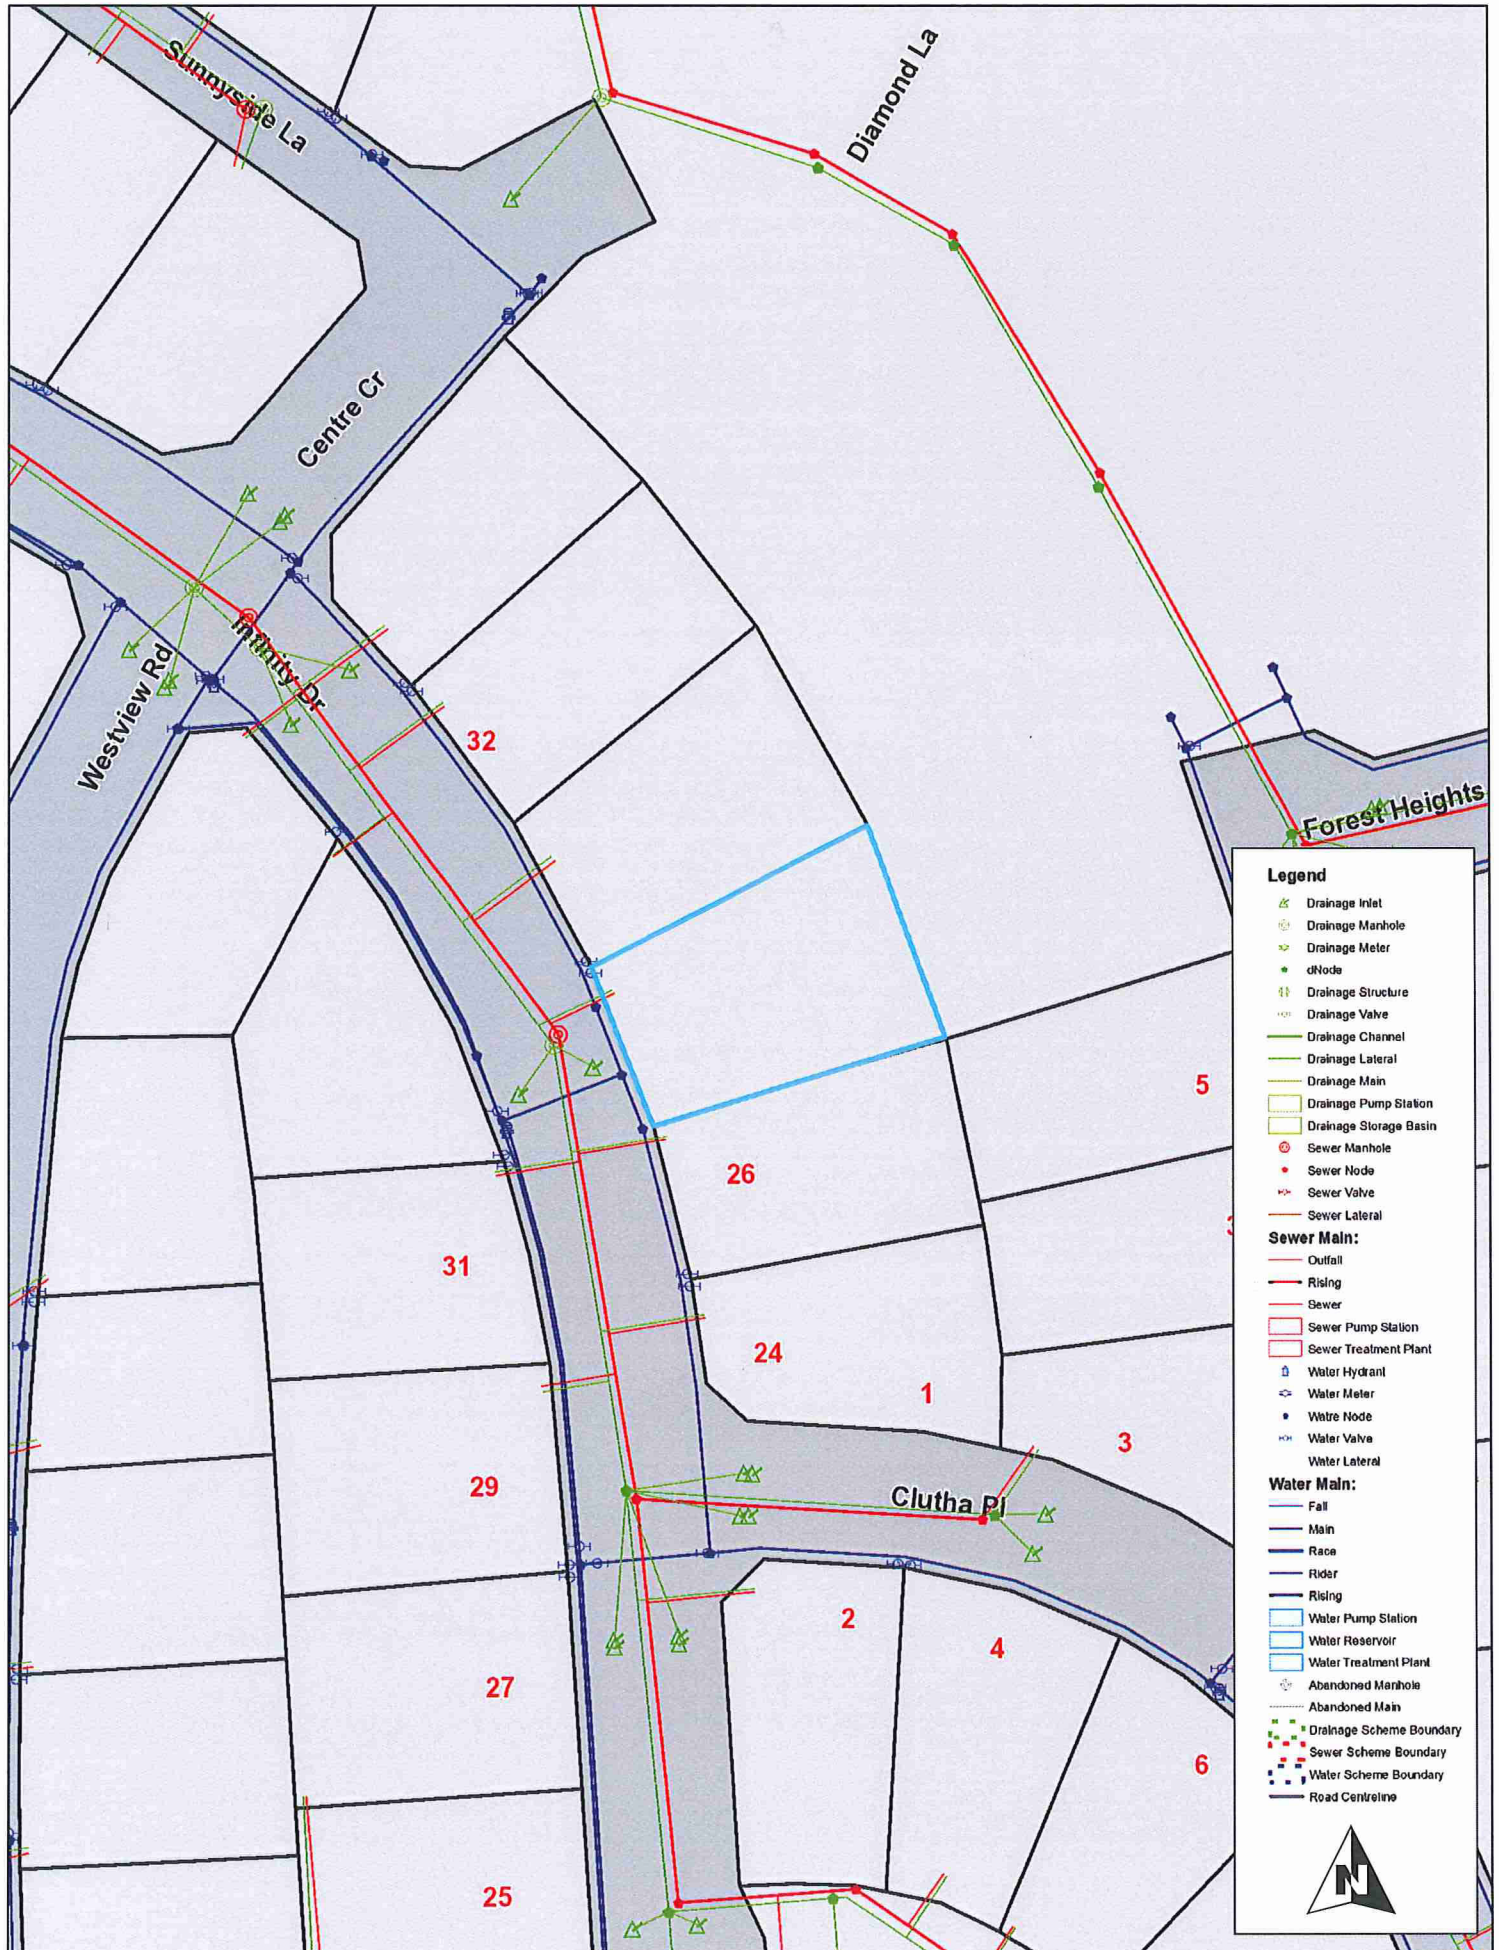 Sunnyside La
Diamond La
Centre Cr
Westview Rd
Infinity Dr
32
Forest Heights
5
26
31
24
1
3
29
Clutha Pl
2
4
27
6
25
Legend
Drainage Inlet
Drainage Manhole
Drainage Meter
dNode
Drainage Structure
Drainage Valve
Drainage Channel
Drainage Lateral
Drainage Main
Drainage Pump Station
Drainage Storage Basin
Sewer Manhole
Sewer Node
Sewer Valve
Sewer Lateral
Sewer Main:
Outfall
Rising
Sewer
Sewer Pump Station
Sewer Treatment Plant
Water Hydrant
Water Meter
Watre Node
Water Valve
Water Lateral
Water Main:
Fall
Main
Race
Rider
Rising
Water Pump Station
Water Reservoir
Water Treatment Plant
Abandoned Manhole
Abandoned Main
Drainage Scheme Boundary
Sewer Scheme Boundary
Water Scheme Boundary
Road Centreline
N